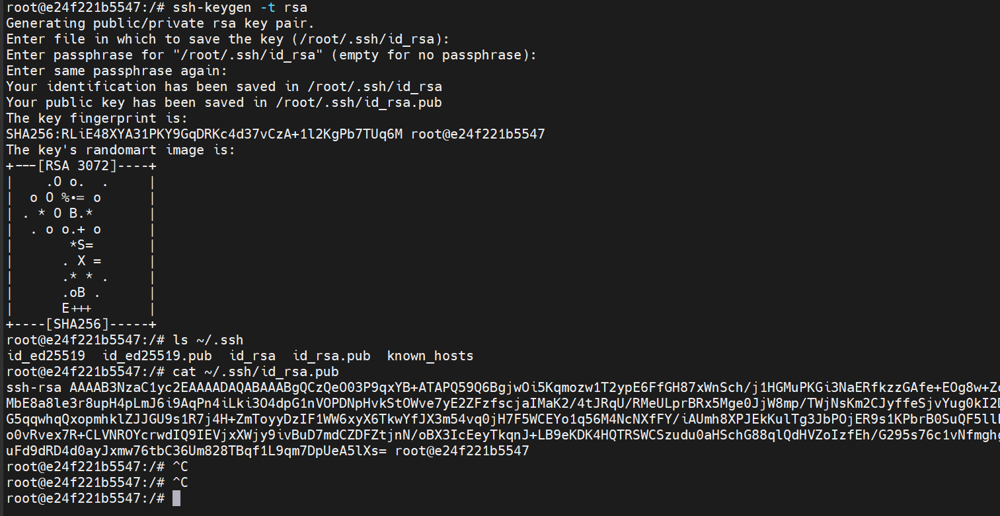 root@e24f221b5547:/# ssh-keygen -t rsa
Generating public/private rsa key pair.
Enter file in which to save the key (/root/.ssh/id_rsa):
Enter passphrase for "/root/.ssh/id_rsa" (empty for no passphrase):
Enter same passphrase again:
Your identification has been saved in /root/.ssh/id_rsa
Your public key has been saved in /root/.ssh/id_rsa.pub
The key fingerprint is:
SHA256:RLiE48XYA31PKY9GqDRKc4d37vCzA+1l2KgPb7TUq6M root@e24f221b5547
The key's randomart image is:
+---[RSA 3072]----+
|    .O o.  .     |
|  o O %•= o      |
| . * O B.*       |
|  . o o.+ o      |
|       *S=       |
|      . X =      |
|      .* * .     |
|      .oB .      |
|      E+++       |
+----[SHA256]-----+
root@e24f221b5547:/# ls ~/.ssh
id_ed25519  id_ed25519.pub  id_rsa  id_rsa.pub  known_hosts
root@e24f221b5547:/# cat ~/.ssh/id_rsa.pub
ssh-rsa AAAAB3NzaC1yc2EAAAADAQABAAABgQCzQeO03P9qxYB+ATAPQ59Q6BgjwOi5Kqmozw1T2ypE6FfGH87xWnSch/j1HGMuPKGi3NaERfkzzGAfe+EOg8w+Z
MbE8a8le3r8upH4pLmJ6i9AqPn4iLki3O4dpG1nVOPDNpHvkStOWve7yE2ZFzfscjaIMaK2/4tJRqU/RMeULprBRx5Mge0JjW8mp/TWjNsKm2CJyffeSjvYug0kI2
G5qqwhqQxopmhklZJJGU9s1R7j4H+ZmToyyDzIF1WW6xyX6TkwYfJX3m54vq0jH7F5WCEYo1q56M4NcNXfFY/iAUmh8XPJEkKulTg3JbPOjER9s1KPbrB0SuQF5ll
o0vRvex7R+CLVNROYcrwdIQ9IEVjxXWjy9ivBuD7mdCZDFZtjnN/oBX3IcEeyTkqnJ+LB9eKDK4HQTRSWCSzudu0aHSchG88qlQdHVZoIzfEh/G295s76c1vNfmgh
uFd9dRD4d0ayJxmw76tbC36Um828TBqf1L9qm7DpUeA5lXs= root@e24f221b5547
root@e24f221b5547:/# ^C
root@e24f221b5547:/# ^C
root@e24f221b5547:/#